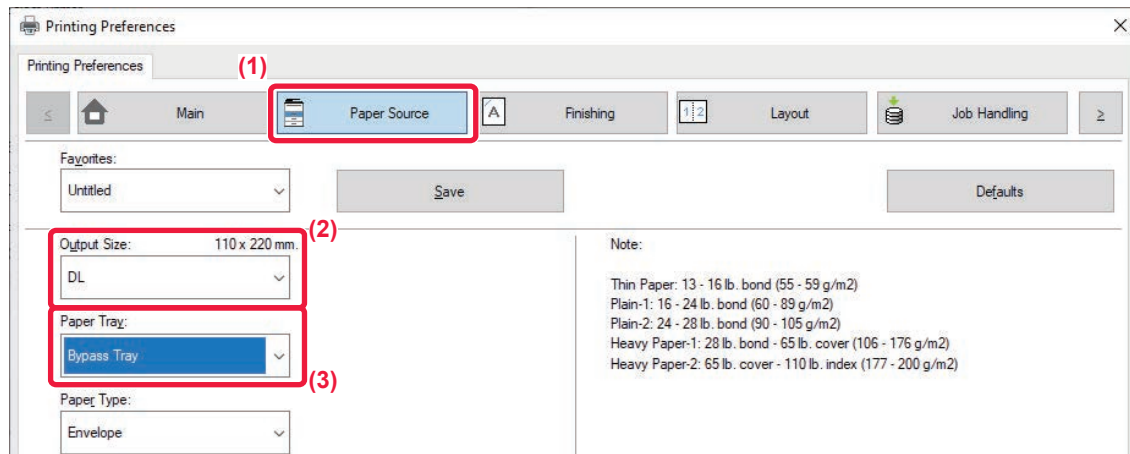 Printing Preferences
Printing Preferences
(1)
≤ Main Paper Source A Finishing 1 2 Layout Job Handling ≥
Favorites:
Untitled Save Defaults
(2)
Output Size: 110 x 220 mm.
DL
Paper Tray:
Bypass Tray
(3)
Paper Type:
Envelope
Note:
Thin Paper: 13 - 16 lb. bond (55 - 59 g/m2)
Plain-1: 16 - 24 lb. bond (60 - 89 g/m2)
Plain-2: 24 - 28 lb. bond (90 - 105 g/m2)
Heavy Paper-1: 28 lb. bond - 65 lb. cover (106 - 176 g/m2)
Heavy Paper-2: 65 lb. cover - 110 lb. index (177 - 200 g/m2)